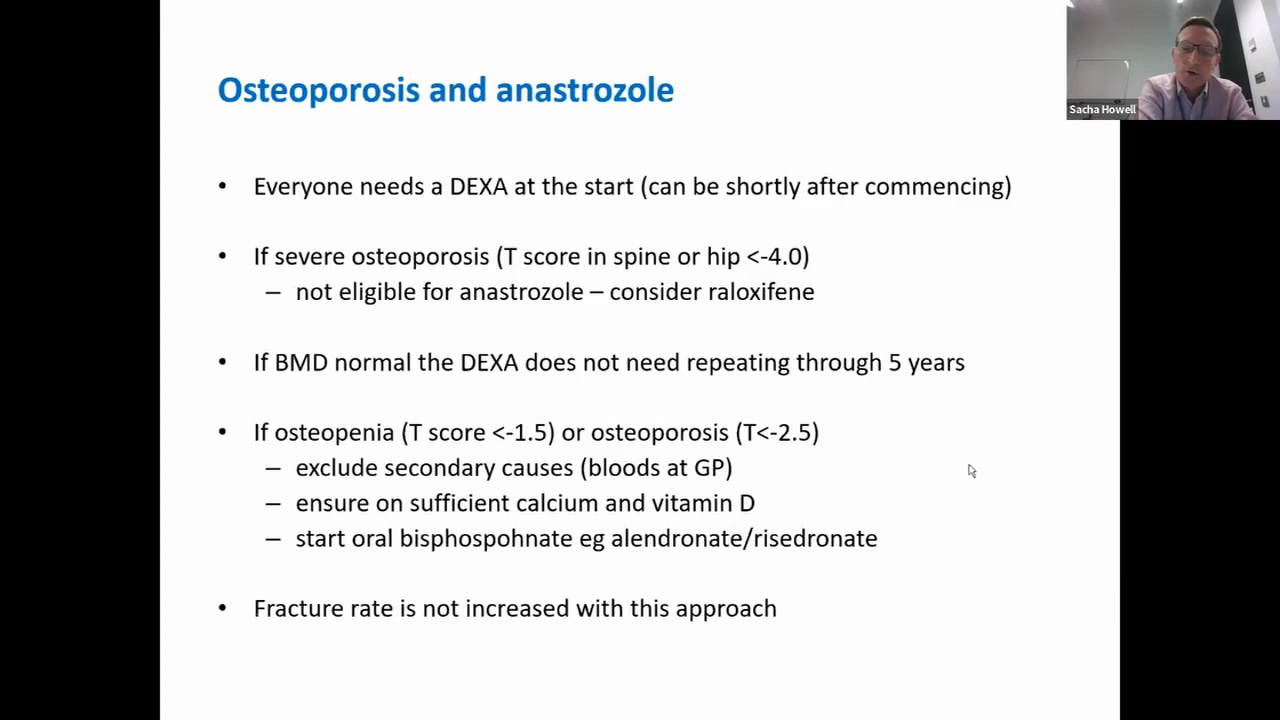 Osteoporosis and anastrozole
Sacha Howell
• Everyone needs a DEXA at the start (can be shortly after commencing)
• If severe osteoporosis (T score in spine or hip <-4.0)
– not eligible for anastrozole – consider raloxifene
• If BMD normal the DEXA does not need repeating through 5 years
• If osteopenia (T score <-1.5) or osteoporosis (T<-2.5)
– exclude secondary causes (bloods at GP)
– ensure on sufficient calcium and vitamin D
– start oral bisphospohnate eg alendronate/risedronate
• Fracture rate is not increased with this approach